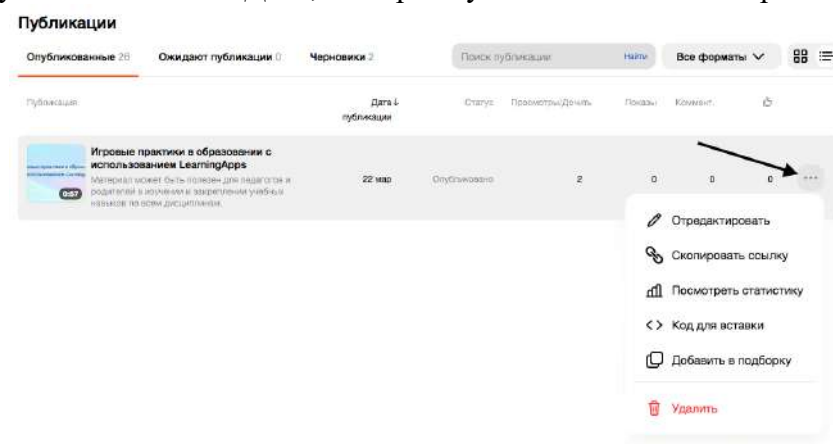 Публикации
Опубликованные 26 Ожидают публикации 0 Черновики 2 Поиск публикации Найти Все форматы
Публикация Дата ↓ публикации Статус Просмотры/Дочит. Показы Коммент.
Игровые практики в образовании с
использованием LearningApps
Материал может быть полезен для педагогов и
родителей в изучении и закреплении учебных
навыков по всем дисциплинам.
0:57
22 мар Опубликовано 2 0 0 0
Отредактировать
Скопировать ссылку
Посмотреть статистику
Код для вставки
Добавить в подборку
Удалить